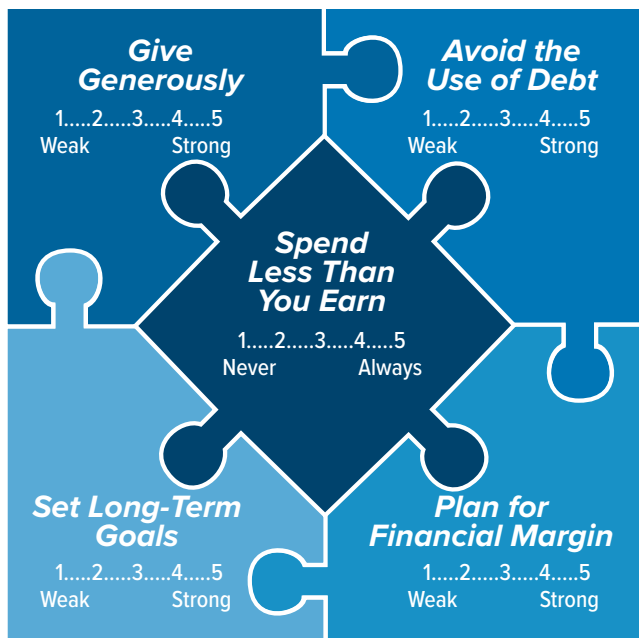 Give
Generously
1.....2.....3.....4.....5
Weak Strong
Avoid the
Use of Debt
1.....2.....3.....4.....5
Weak Strong
Spend
Less Than
You Earn
1.....2.....3.....4.....5
Never Always
Set Long-Term
Goals
1.....2.....3.....4.....5
Weak Strong
Plan for
Financial Margin
1.....2.....3.....4.....5
Weak Strong